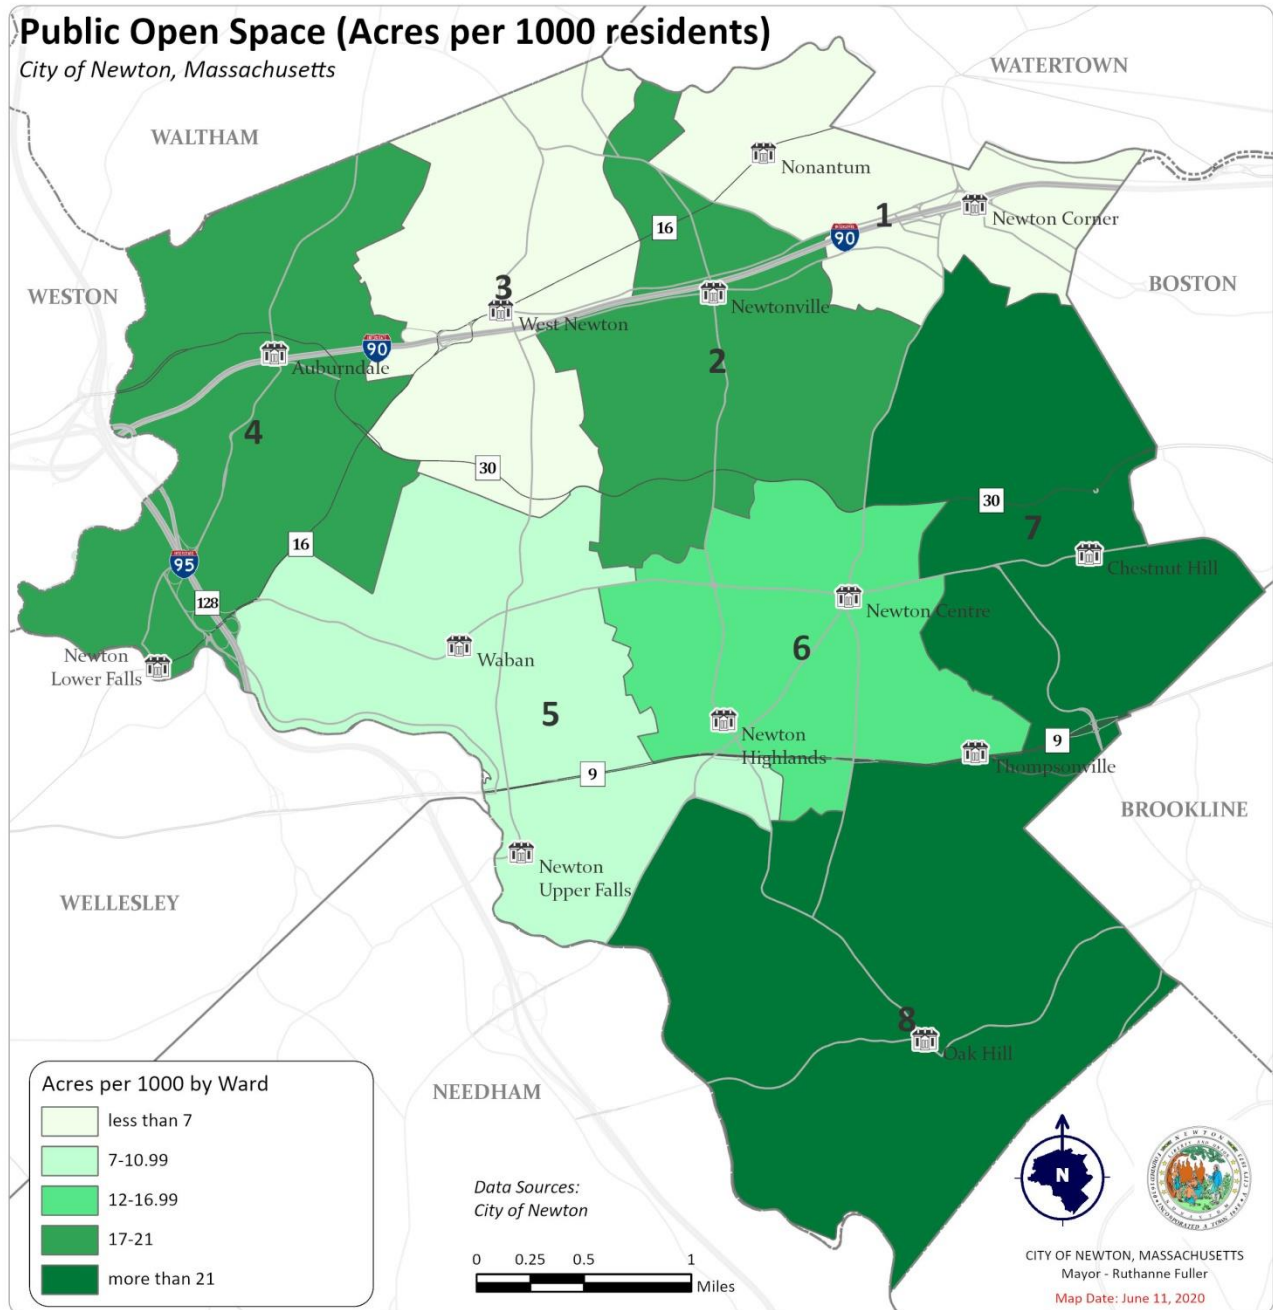 Public Open Space (Acres per 1000 residents)
City of Newton, Massachusetts
WATERTOWN
WALTHAM
Nonantum
1
Newton Corner
16
90
WESTON
BOSTON
3
West Newton
Newtonville
90
Auburndale
2
4
30
30
7
16
95
Chestnut Hill
128
Newton Centre
Newton
Lower Falls
Waban
6
5
Newton
Highlands
9
Thompsonville
9
BROOKLINE
Newton
Upper Falls
WELLESLEY
8
Oak Hill
NEEDHAM
Acres per 1000 by Ward
less than 7
7-10.99
12-16.99
17-21
more than 21
Data Sources:
City of Newton
0 0.25 0.5 1
Miles
N
CITY OF NEWTON, MASSACHUSETTS
Mayor - Ruthanne Fuller
Map Date: June 11, 2020